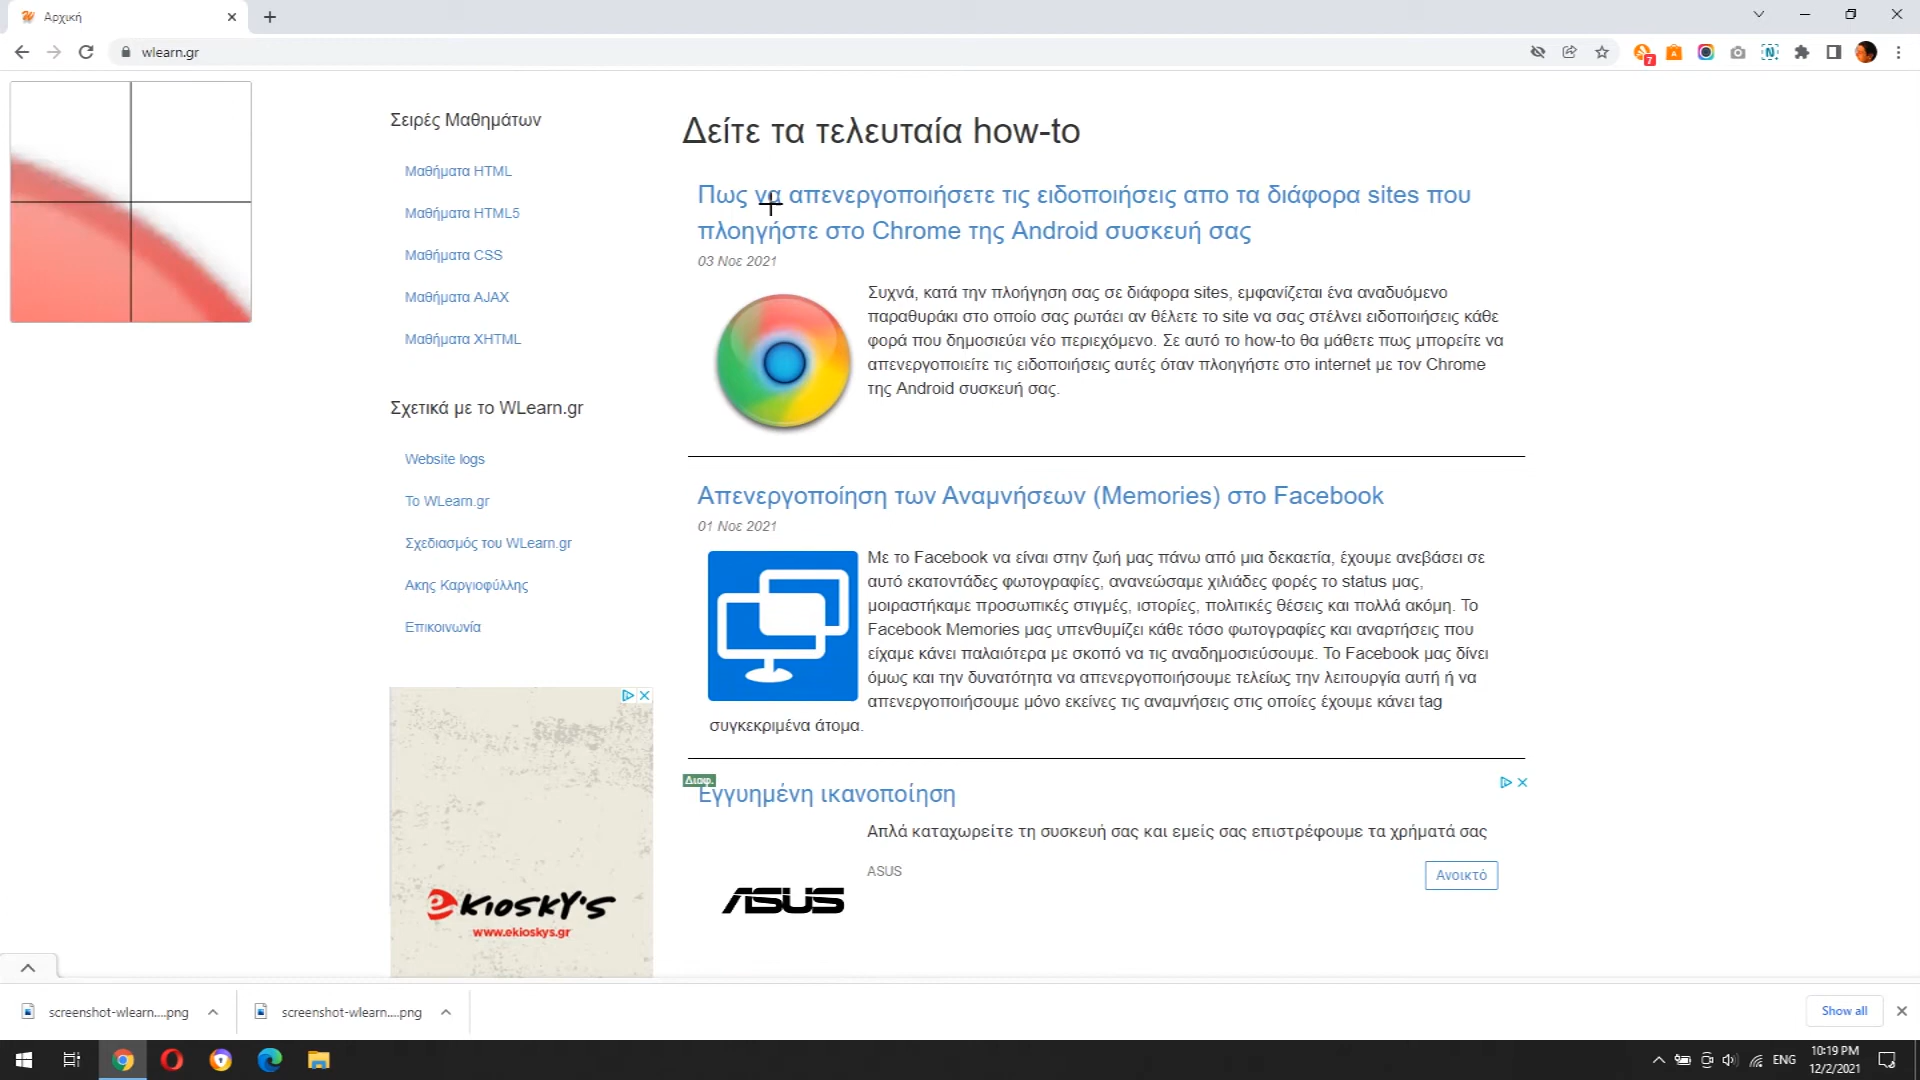 Αρχική
wlearn.gr
7
Σειρές Μαθημάτων
Μαθήματα HTML
Μαθήματα HTML5
Μαθήματα CSS
Μαθήματα AJAX
Μαθήματα XHTML
Σχετικά με το WLearn.gr
Website logs
Το WLearn.gr
Σχεδιασμός του WLearn.gr
Ακης Καργιοφύλλης
Επικοινωνία
eKiosky's
www.ekioskys.gr
Δείτε τα τελευταία how-to
Πως να απενεργοποιήσετε τις ειδοποιήσεις απο τα διάφορα sites που
πλοηγήστε στο Chrome της Android συσκευή σας
03 Νοε 2021
Συχνά, κατά την πλοήγηση σας σε διάφορα sites, εμφανίζεται ένα αναδυόμενο
παραθυράκι στο οποίο σας ρωτάει αν θέλετε το site να σας στέλνει ειδοποιήσεις κάθε
φορά που δημοσιεύει νέο περιεχόμενο. Σε αυτό το how-to θα μάθετε πως μπορείτε να
απενεργοποιείτε τις ειδοποιήσεις αυτές όταν πλοηγήστε στο internet με τον Chrome
της Android συσκευή σας.
Απενεργοποίηση των Αναμνήσεων (Memories) στο Facebook
01 Νοε 2021
Με το Facebook να είναι στην ζωή μας πάνω από μια δεκαετία, έχουμε ανεβάσει σε
αυτό εκατοντάδες φωτογραφίες, ανανεώσαμε χιλιάδες φορές το status μας,
μοιραστήκαμε προσωπικές στιγμές, ιστορίες, πολιτικές θέσεις και πολλά ακόμη. Το
Facebook Memories μας υπενθυμίζει κάθε τόσο φωτογραφίες και αναρτήσεις που
είχαμε κάνει παλαιότερα με σκοπό να τις αναδημοσιεύσουμε. Το Facebook μας δίνει
όμως και την δυνατότητα να απενεργοποιήσουμε τελείως την λειτουργία αυτή ή να
απενεργοποιήσουμε μόνο εκείνες τις αναμνήσεις στις οποίες έχουμε κάνει tag
συγκεκριμένα άτομα.
Διαφ.
Εγγυημένη ικανοποίηση
Απλά καταχωρείτε τη συσκευή σας και εμείς σας επιστρέφουμε τα χρήματά σας
ASUS
Ανοικτό
ASUS
screenshot-wlearn....png
screenshot-wlearn....png
Show all
ENG
10:19 PM
12/2/2021